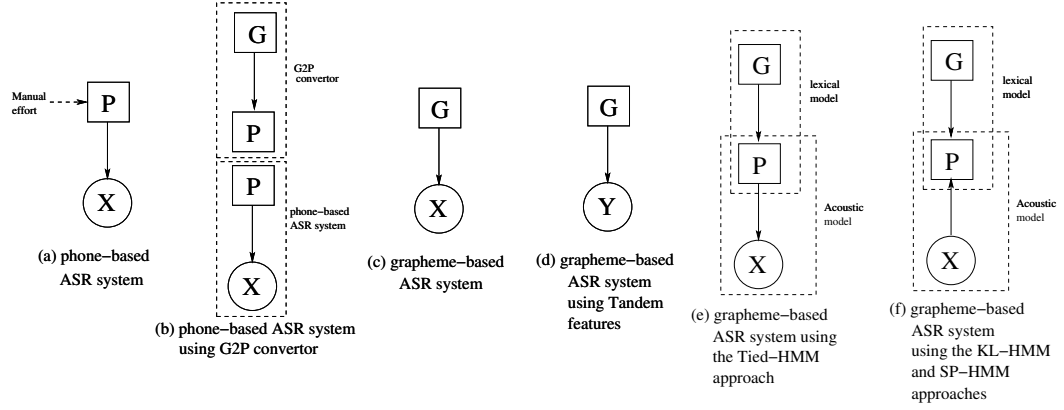 Manual
effort
P
X
(a) phone−based
ASR system
G
G2P
convertor
P
P
phone−based
ASR system
X
(b) phone−based ASR system
using G2P convertor
G
X
(c) grapheme−based
ASR system
G
Y
(d) grapheme−based
ASR system
using Tandem
features
G
lexical
model
P
Acoustic
model
X
(e) grapheme−based
ASR system using
the Tied−HMM
approach
G
lexical
model
P
Acoustic
model
X
(f) grapheme−based
ASR system
using the KL−HMM
and SP−HMM
approaches